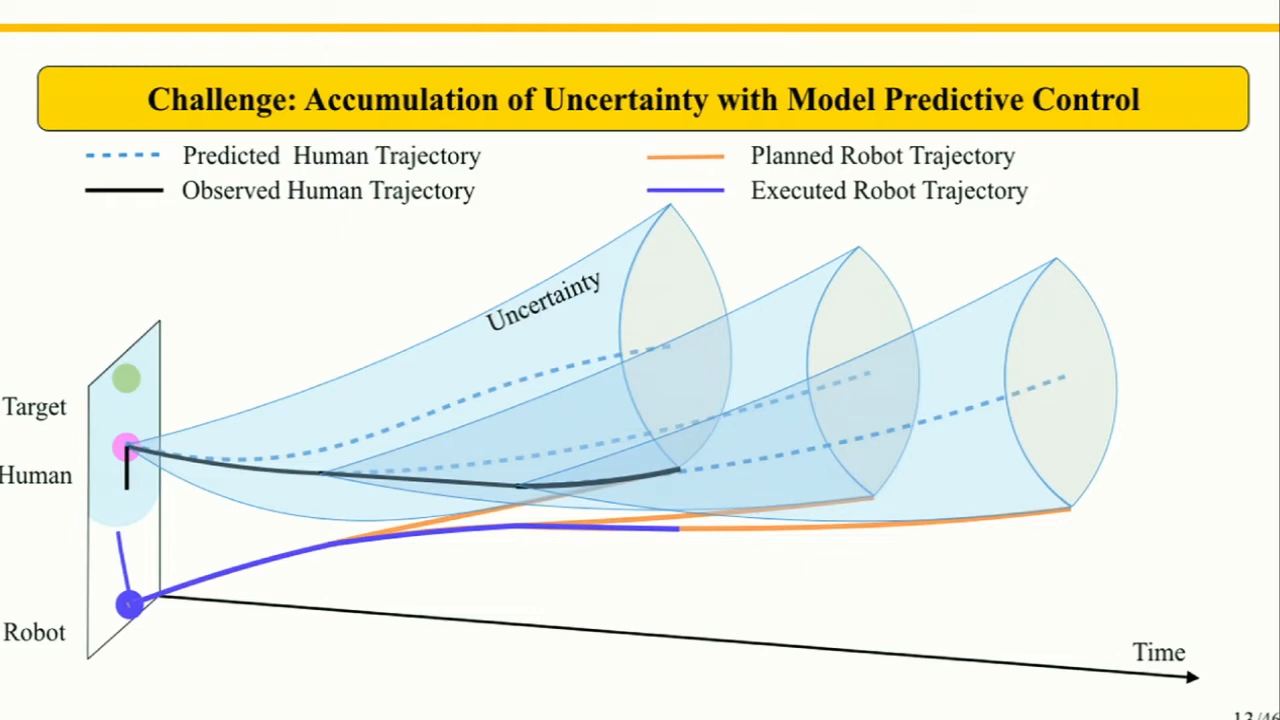 Challenge: Accumulation of Uncertainty with Model Predictive Control
Predicted Human Trajectory
Planned Robot Trajectory
Observed Human Trajectory
Executed Robot Trajectory
Uncertainty
Target
Human
Robot
Time